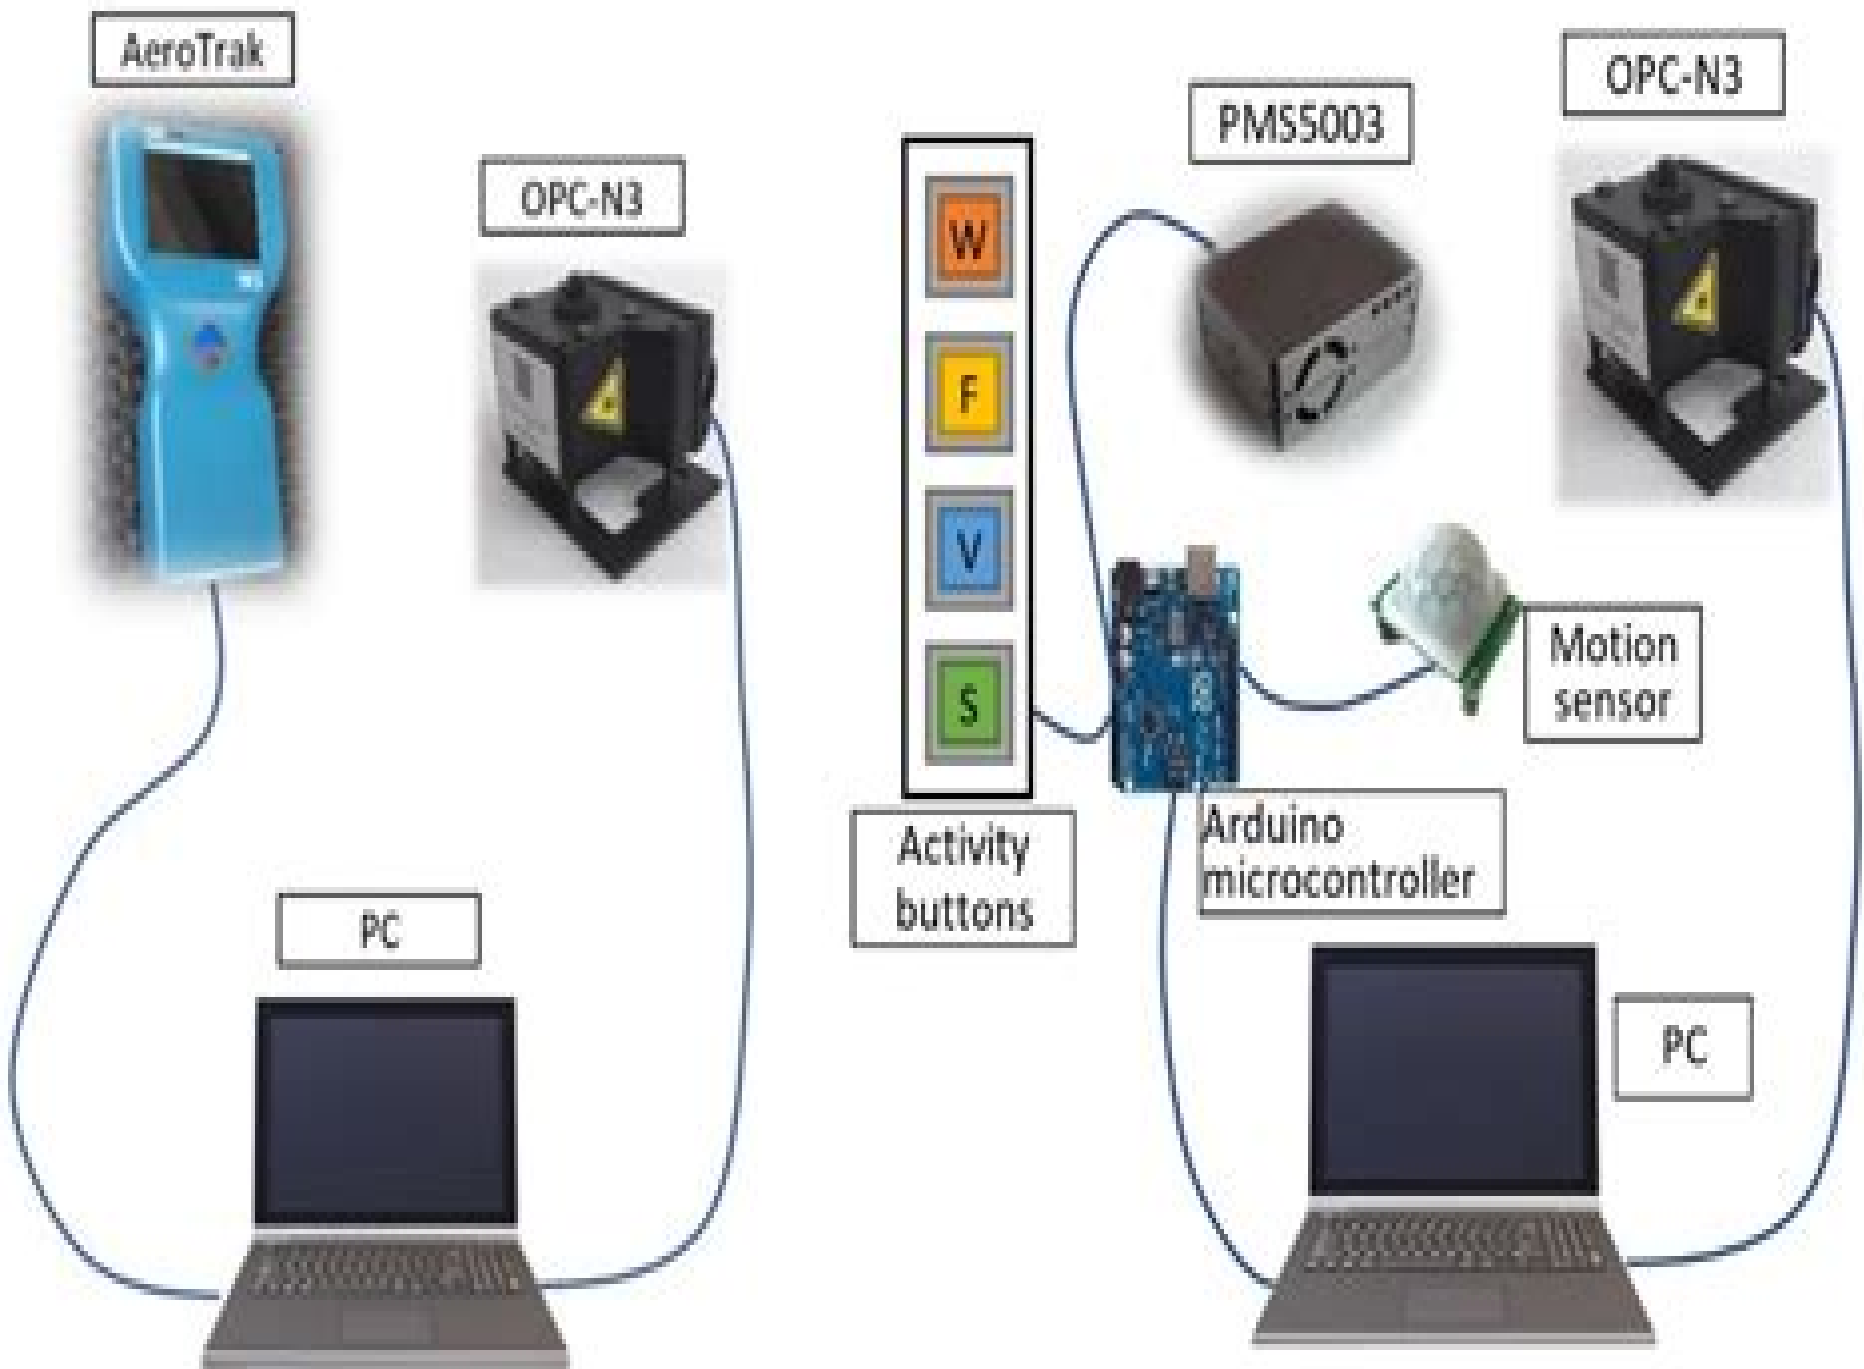 AeroTrak
OPC-N3
PC
W
F
V
S
Activity
buttons
PMS5003
OPC-N3
Motion
sensor
Arduino
microcontroller
PC